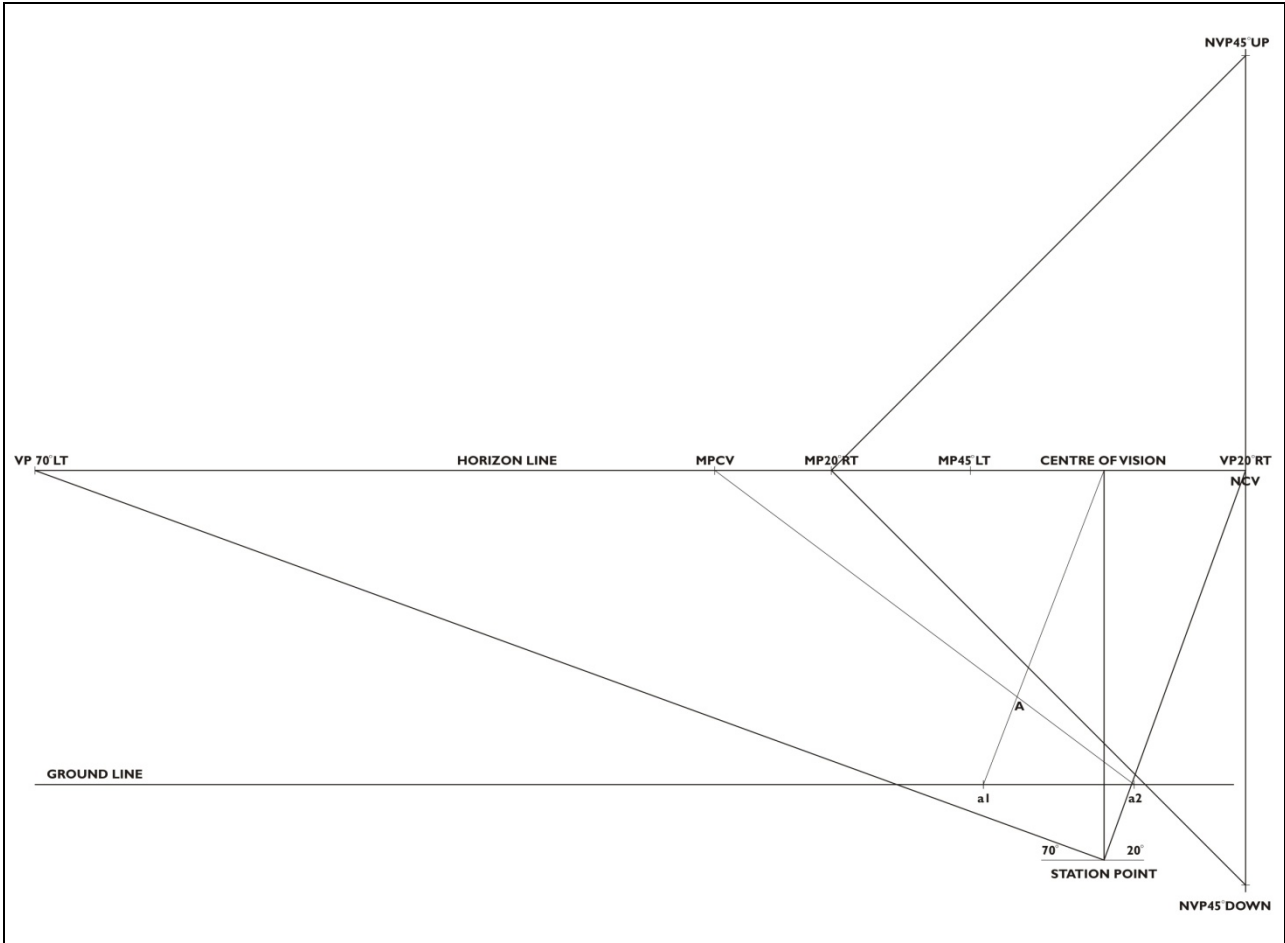 NVP45°UP
VP 70°LT
HORIZON LINE
MPCV
MP20°RT
MP45°LT
CENTRE OF VISION
VP20°RT
NCV
A
GROUND LINE
a1
a2
70°
20°
STATION POINT
NVP45°DOWN